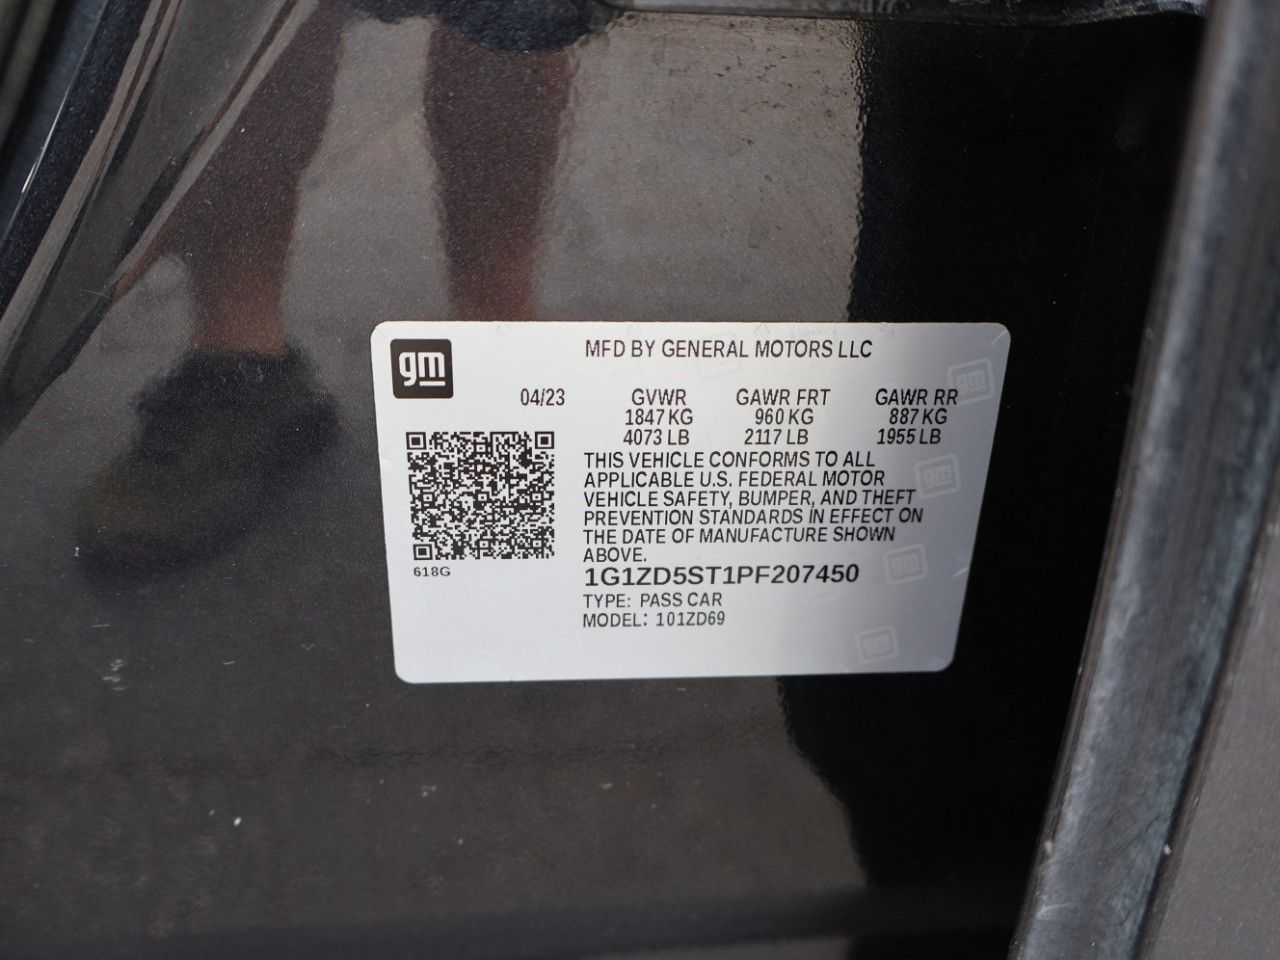 gm
MFD BY GENERAL MOTORS LLC
04/23 GVWR GAWR FRT GAWR RR
1847 KG 960 KG 887 KG
4073 LB 2117 LB 1955 LB
THIS VEHICLE CONFORMS TO ALL
APPLICABLE U.S. FEDERAL MOTOR
VEHICLE SAFETY, BUMPER, AND THEFT
PREVENTION STANDARDS IN EFFECT ON
THE DATE OF MANUFACTURE SHOWN
ABOVE.
618G
1G1ZD5ST1PF207450
TYPE: PASS CAR
MODEL: 101ZD69